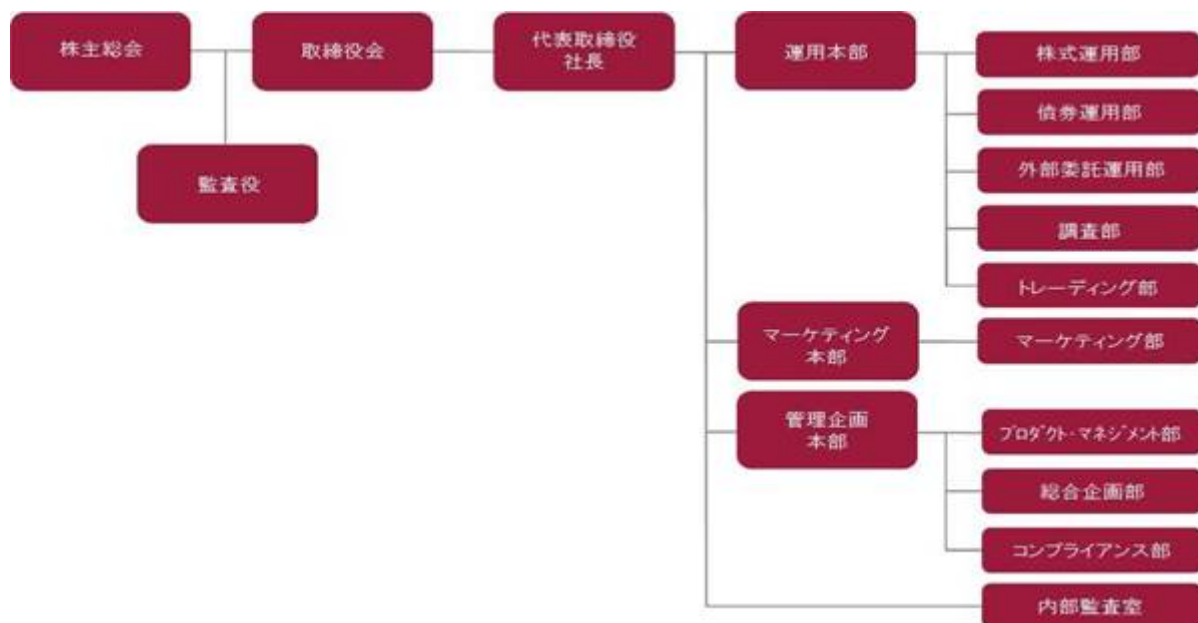 株主総会
取締役会
代表取締役
社長
監査役
運用本部
株式運用部
債券運用部
外部委託運用部
調査部
トレーディング部
マーケティング
本部
マーケティング部
管理企画
本部
プロダクト・マネジメント部
総合企画部
コンプライアンス部
内部監査室